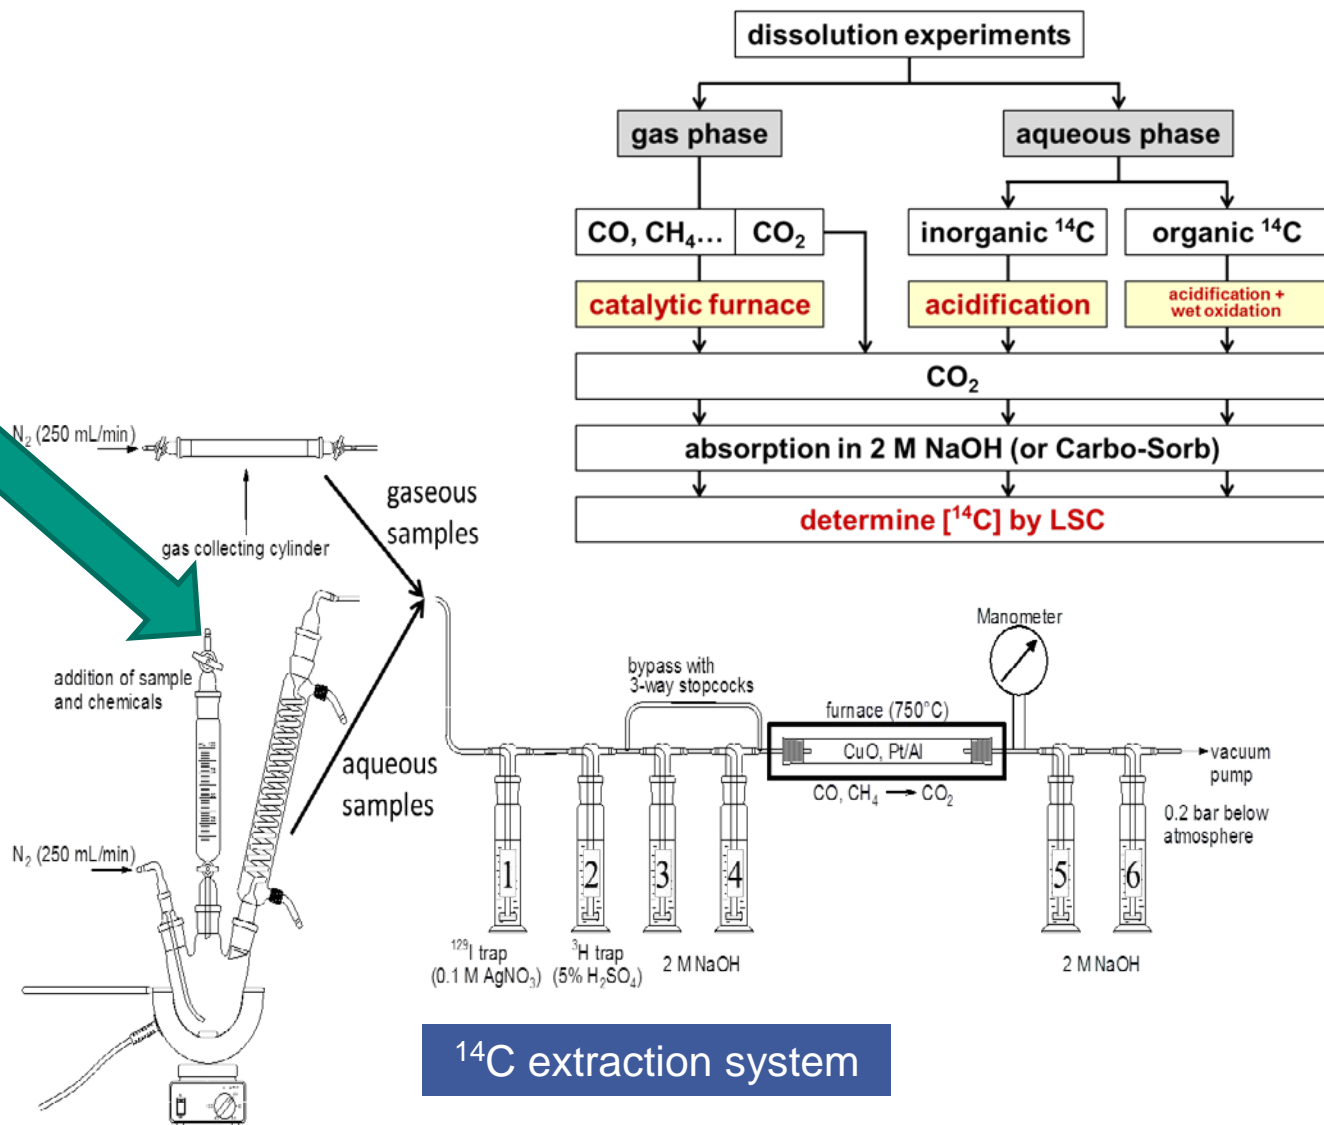 dissolution experiments
gas phase
aqueous phase
CO, CH₄…
CO₂
inorganic ¹⁴C
organic ¹⁴C
catalytic furnace
acidification
acidification +
wet oxidation
CO₂
absorption in 2 M NaOH (or Carbo-Sorb)
determine [¹⁴C] by LSC
N₂ (250 mL/min)
gas collecting cylinder
gaseous
samples
addition of sample
and chemicals
aqueous
samples
N₂ (250 mL/min)
bypass with
3-way stopcocks
furnace (750°C)
CuO, Pt/Al
CO, CH₄ → CO₂
Manometer
vacuum
pump
0.2 bar below
atmosphere
1
2
3
4
5
6
¹²⁹I trap
(0.1 M AgNO₃)
³H trap
(5% H₂SO₄)
2 M NaOH
2 M NaOH
¹⁴C extraction system